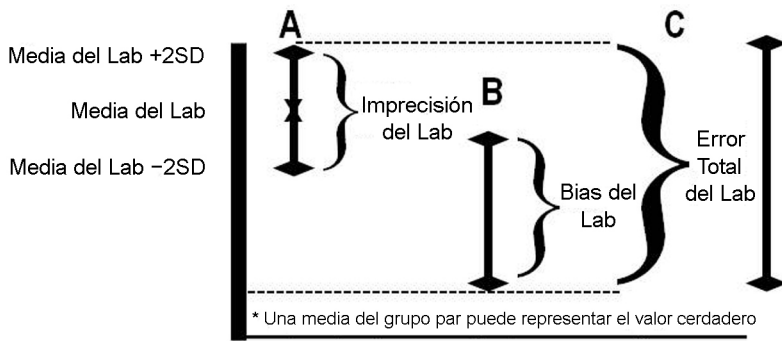 A
C
Media del Lab +2SD
Media del Lab
Imprecisión
del Lab
B
Media del Lab −2SD
Error
Total
del Lab
Bias del
Lab
* Una media del grupo par puede representar el valor cerdadero